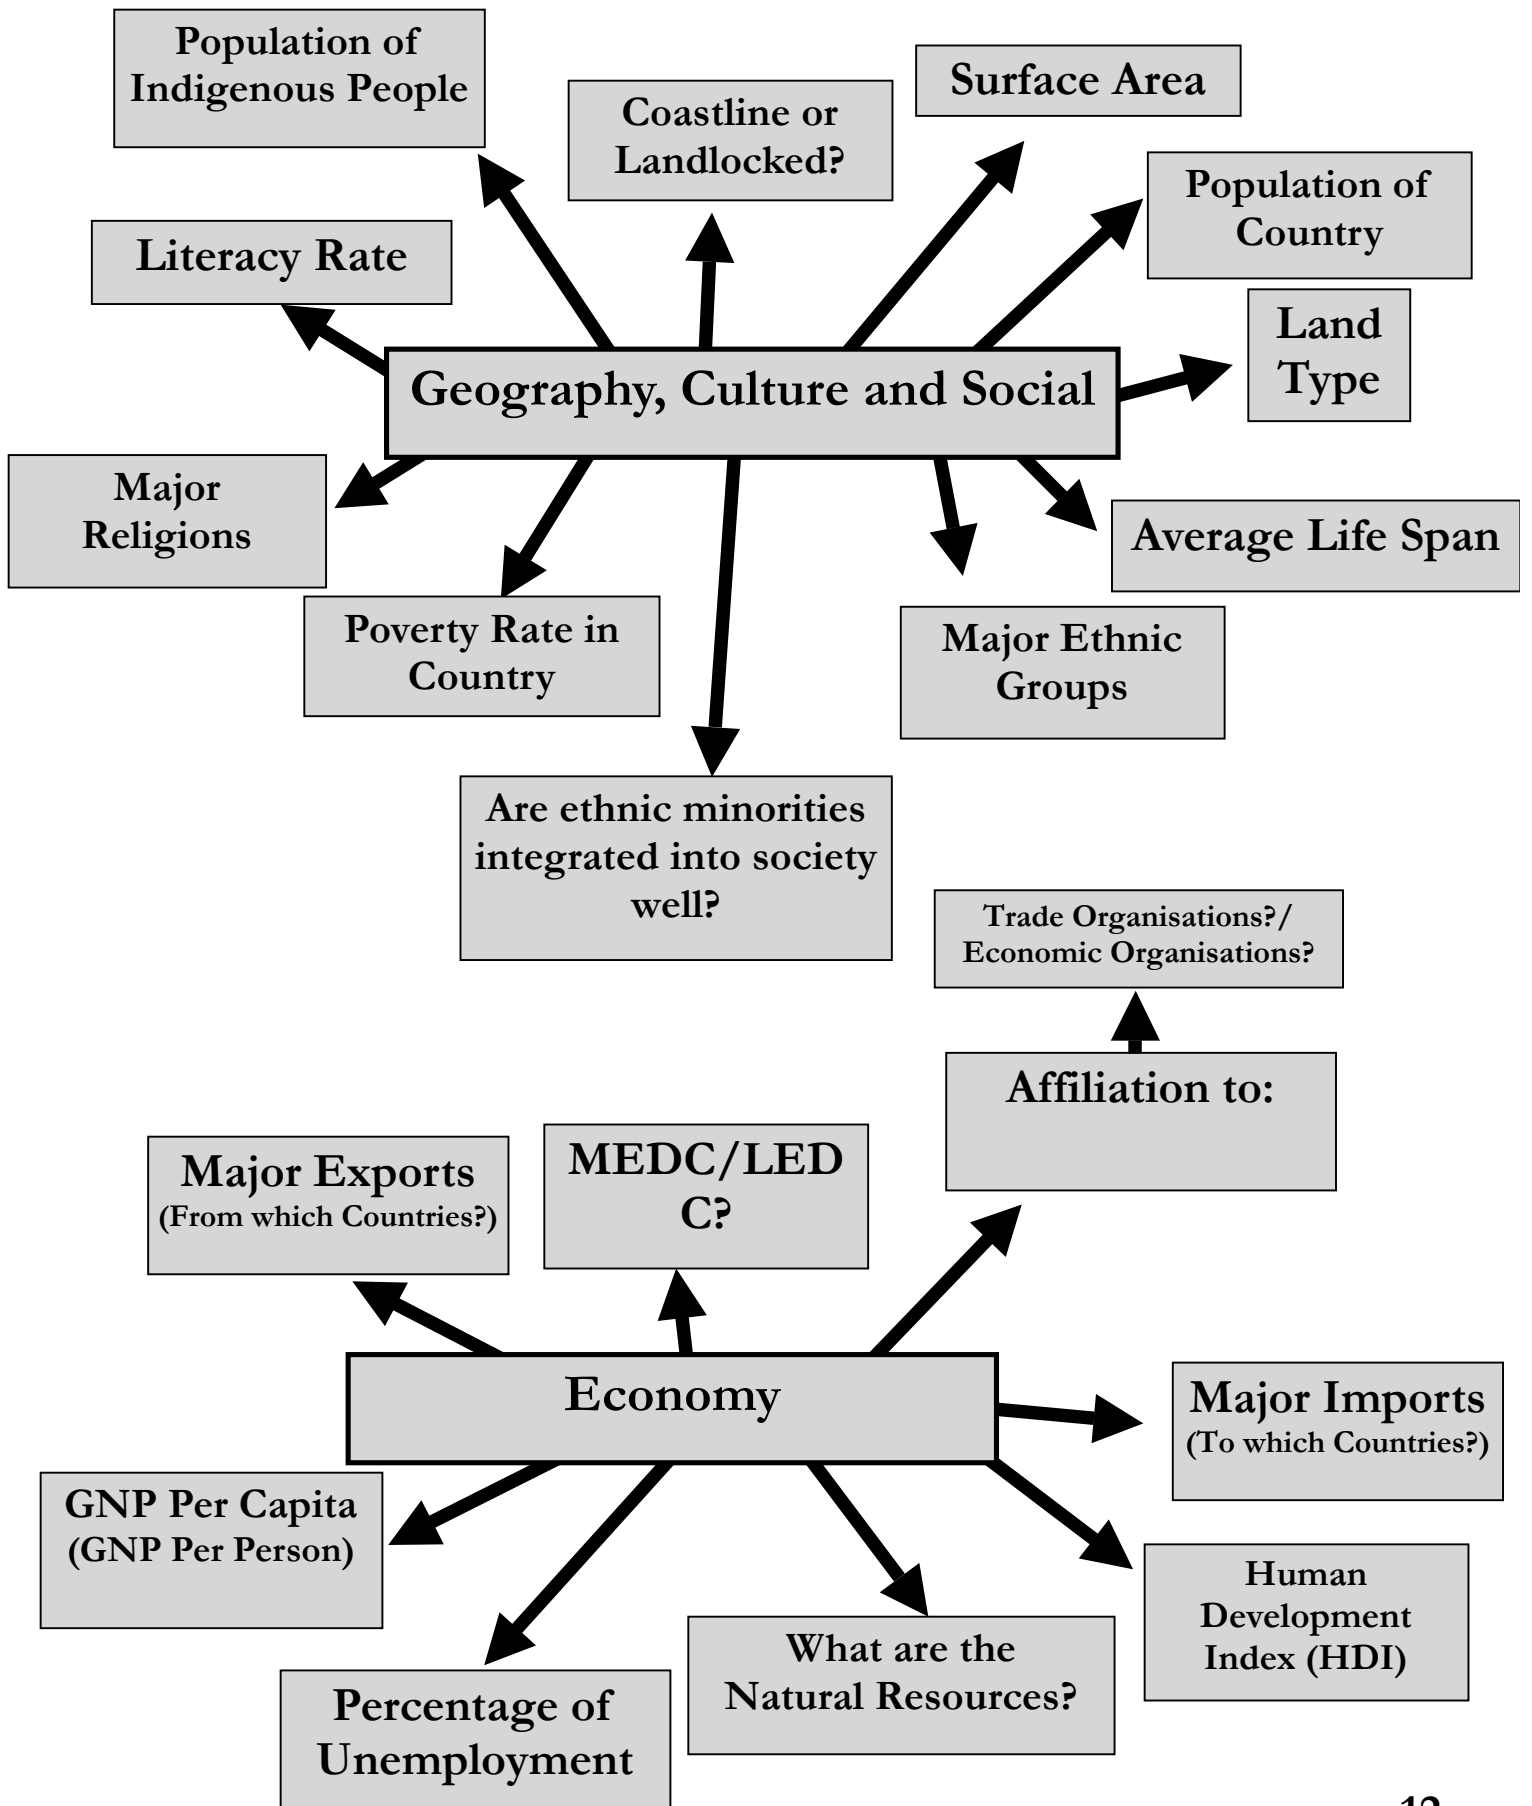 Population of
Indigenous People
Coastline or
Landlocked?
Surface Area
Population of
Country
Literacy Rate
Land
Type
Geography, Culture and Social
Major
Religions
Average Life Span
Poverty Rate in
Country
Major Ethnic
Groups
Are ethnic minorities
integrated into society
well?
Trade Organisations?/
Economic Organisations?
Affiliation to:
Major Exports
(From which Countries?)
MEDC/LED
C?
Economy
Major Imports
(To which Countries?)
GNP Per Capita
(GNP Per Person)
Human
Development
Index (HDI)
What are the
Natural Resources?
Percentage of
Unemployment